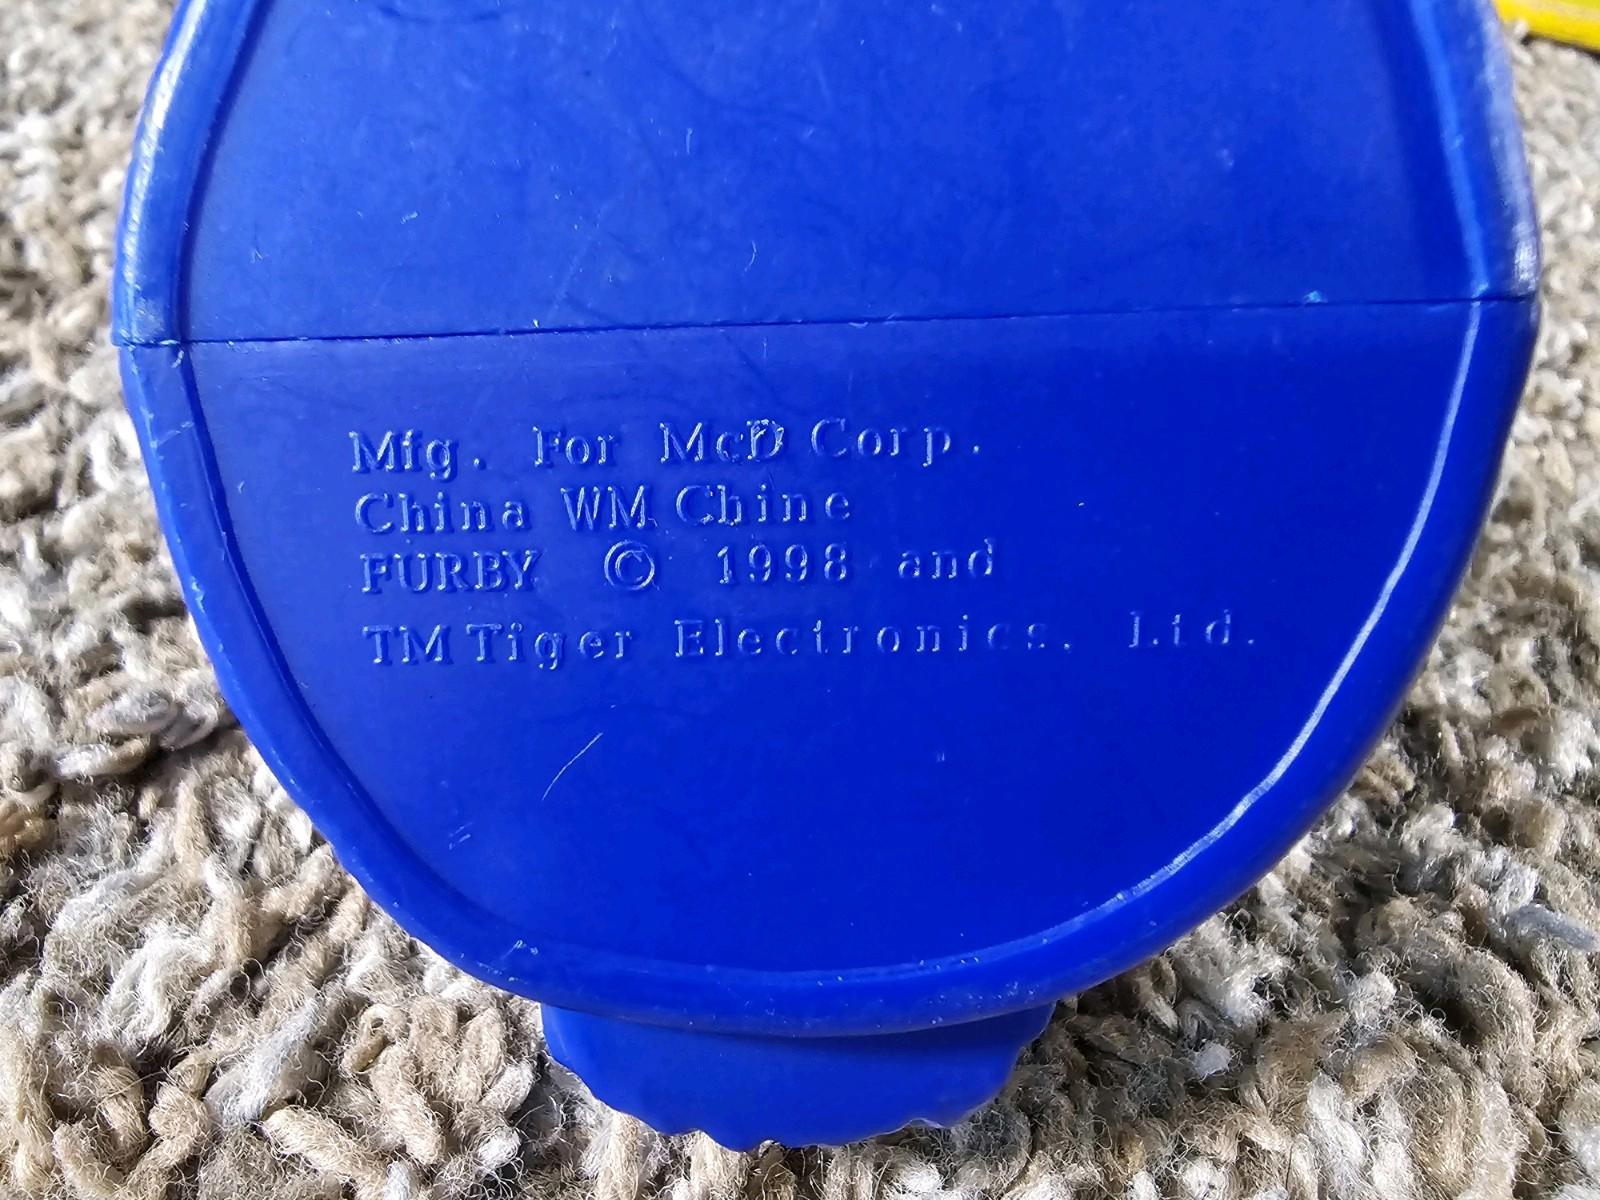 Mfg. For McD Corp.
China WM Chine
FURBY © 1998 and
TM Tiger Electronics, Ltd.